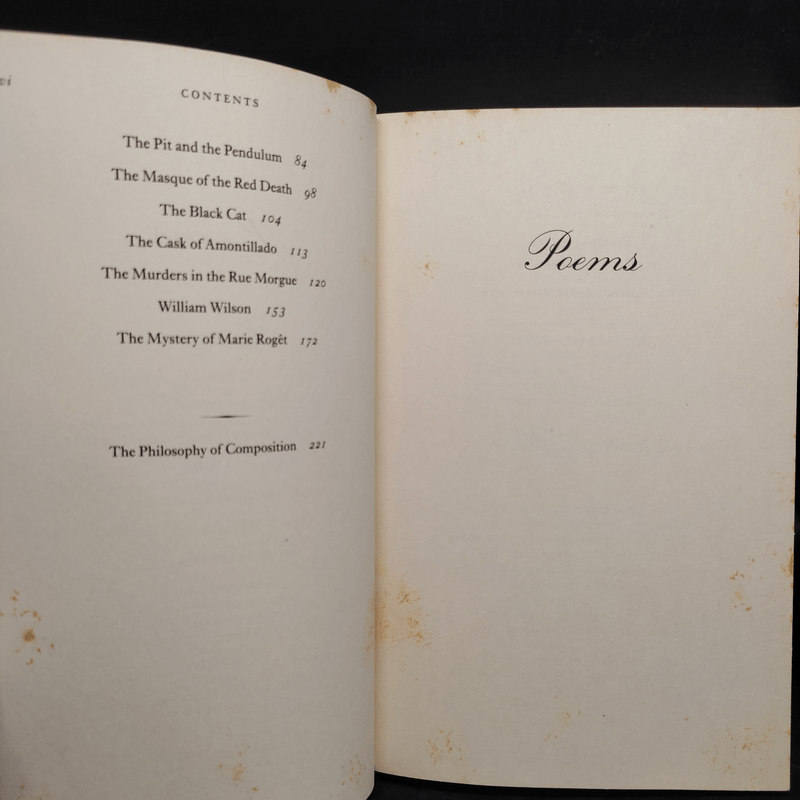 vi
CONTENTS
The Pit and the Pendulum 84
The Masque of the Red Death 98
The Black Cat 104
The Cask of Amontillado 113
The Murders in the Rue Morgue 120
William Wilson 153
The Mystery of Marie Rogêt 172
The Philosophy of Composition 221
Poems